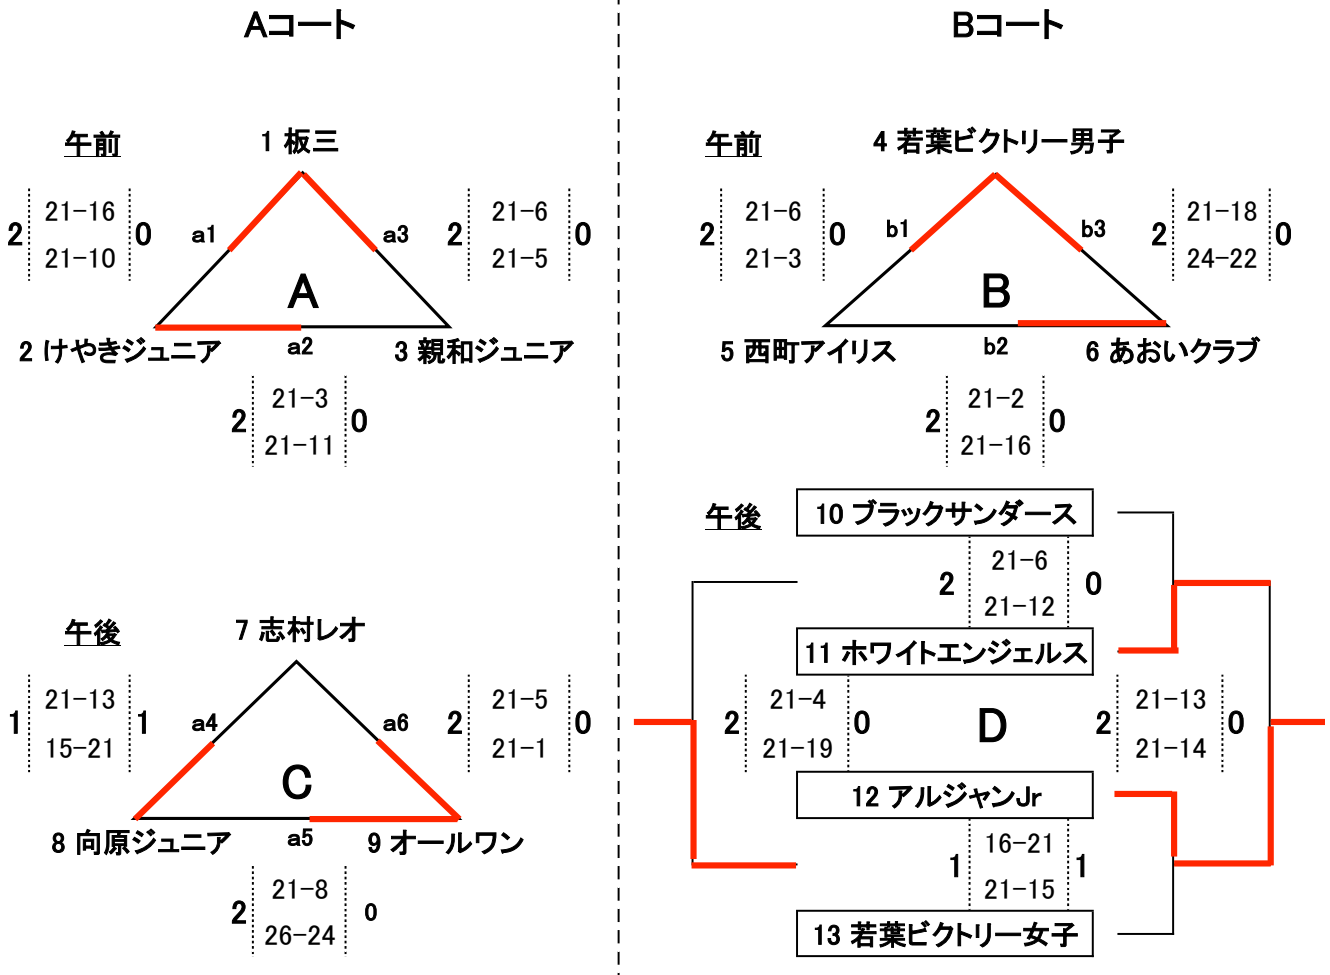 Aコート
午前
1 板三
2
21-16
21-10
0
a1
a3
2
21-6
21-5
0
A
2 けやきジュニア
a2
3 親和ジュニア
2
21-3
21-11
0
午後
7 志村レオ
1
21-13
15-21
1
a4
a6
2
21-5
21-1
0
C
8 向原ジュニア
a5
9 オールワン
2
21-8
26-24
0
Bコート
午前
4 若葉ビクトリー男子
2
21-6
21-3
0
b1
b3
2
21-18
24-22
0
B
5 西町アイリス
b2
6 あおいクラブ
2
21-2
21-16
0
午後
10 ブラックサンダース
2
21-6
21-12
0
11 ホワイトエンジェルス
2
21-4
21-19
0
D
2
21-13
21-14
0
12 アルジャンJr
1
16-21
21-15
1
13 若葉ビクトリー女子